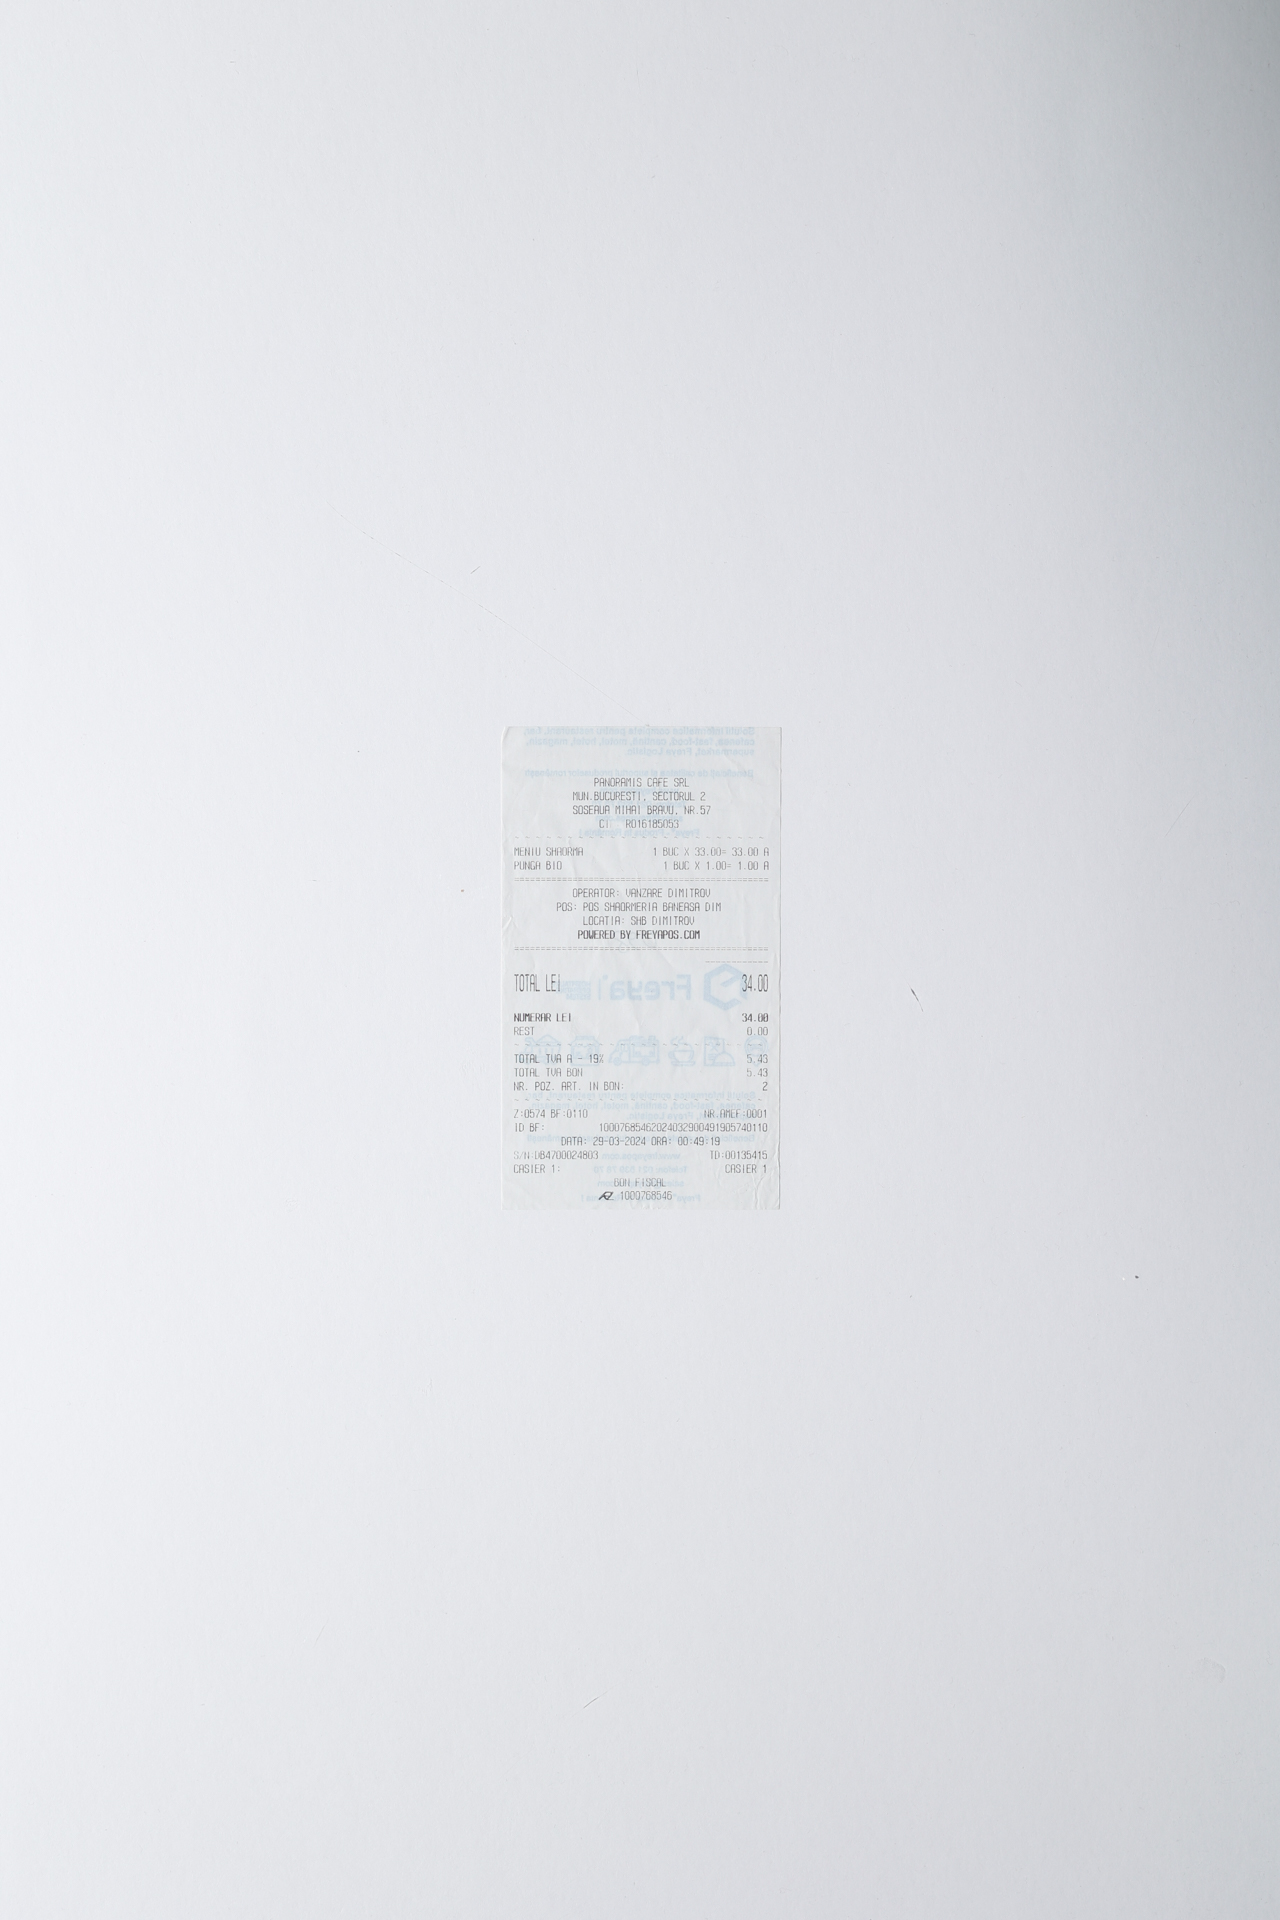 PANORAMIS CAFE SRL
MUN.BUCURESTI, SECTORUL 2
SOSEAUA MIHAI BRAVU, NR.57
CI: RO16185053
MENIU SHAORMA 1 BUC X 33.00= 33.00 A
PUNGA BIO 1 BUC X 1.00= 1.00 A
OPERATOR: VANZARE DIMITROV
POS: POS SHAORMERIA BANEASA DIM
LOCATIA: SHB DIMITROV
POWERED BY FREYAPOS.COM
TOTAL LEI 34.00
Freya
NUMERAR LEI 34.00
REST 0.00
TOTAL TVA A - 19% 5.43
TOTAL TVA BON 5.43
NR. POZ. ART. IN BON: 2
Z:0574 BF:0110 NR.AMEF:0001
ID BF: 10007685462024032900491905740110
DATA: 29-03-2024 ORA: 00:49:19
S/N:DB4700024803 TD:00135415
CASIER 1: CASIER 1
BON FISCAL
1000768546